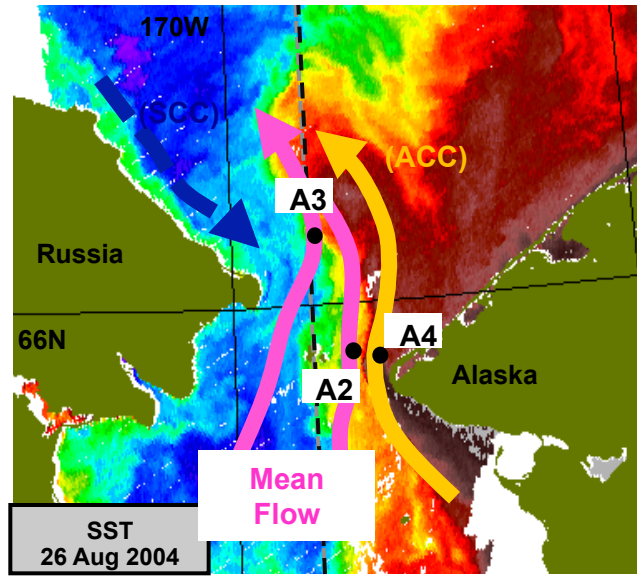 170W
(SCC)
(ACC)
A3
Russia
66N
A4
A2
Alaska
Mean
Flow
SST
26 Aug 2004